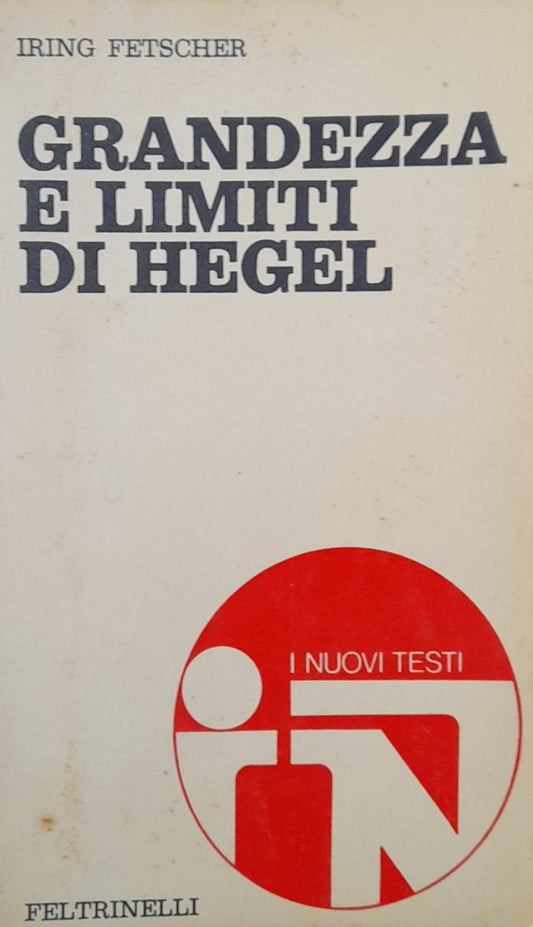 IRING FETSCHER
GRANDEZZA
E LIMITI
DI HEGEL
I NUOVI TESTI
FELTRINELLI